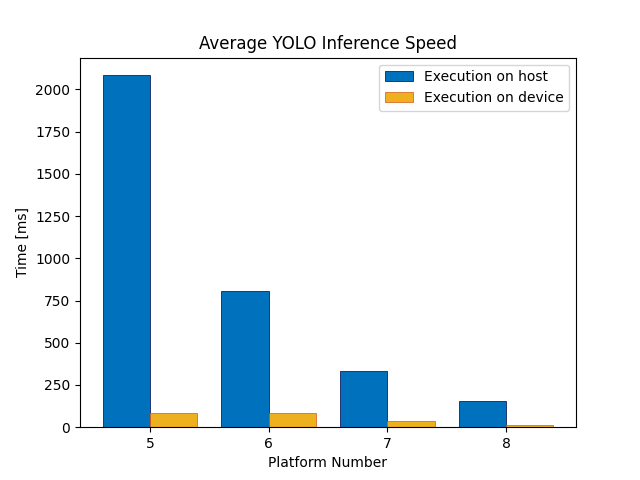 Average YOLO Inference Speed
Execution on host
Execution on device
Time [ms]
2000
1750
1500
1250
1000
750
500
250
0
5 6 7 8
Platform Number